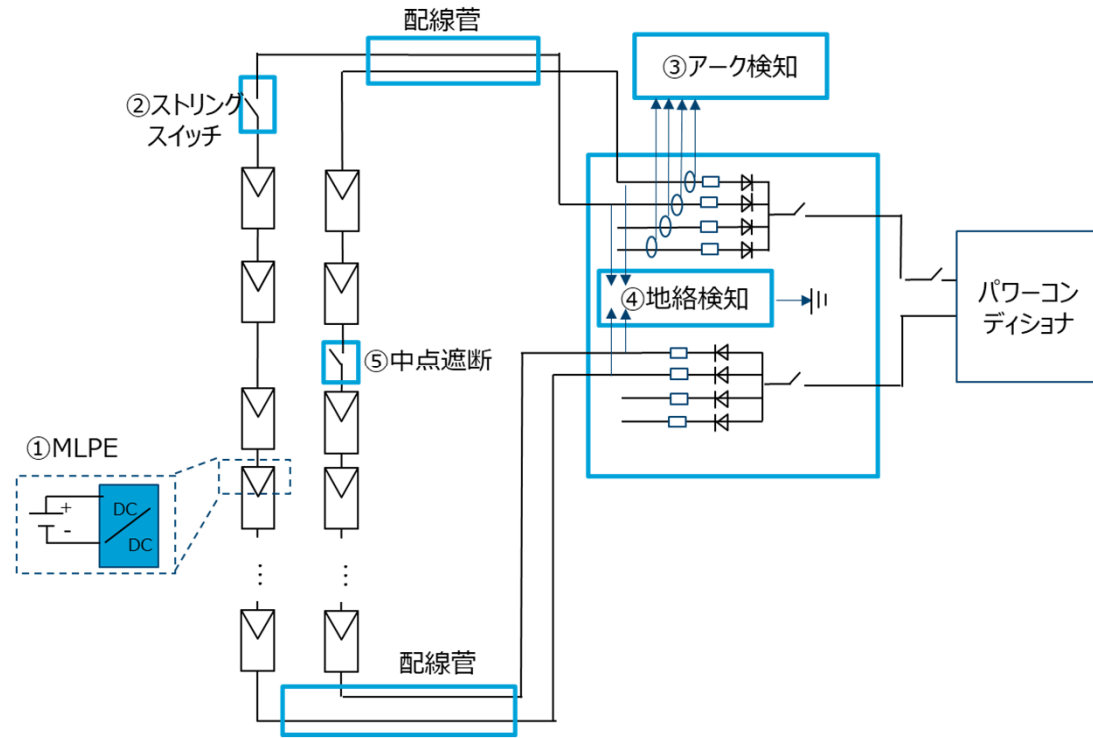 配線菅
③アーク検知
②ストリング
スイッチ
④地絡検知
パワーコン
ディショナ
⑤中点遮断
①MLPE
+
-
DC
DC
⋮
⋮
配線菅